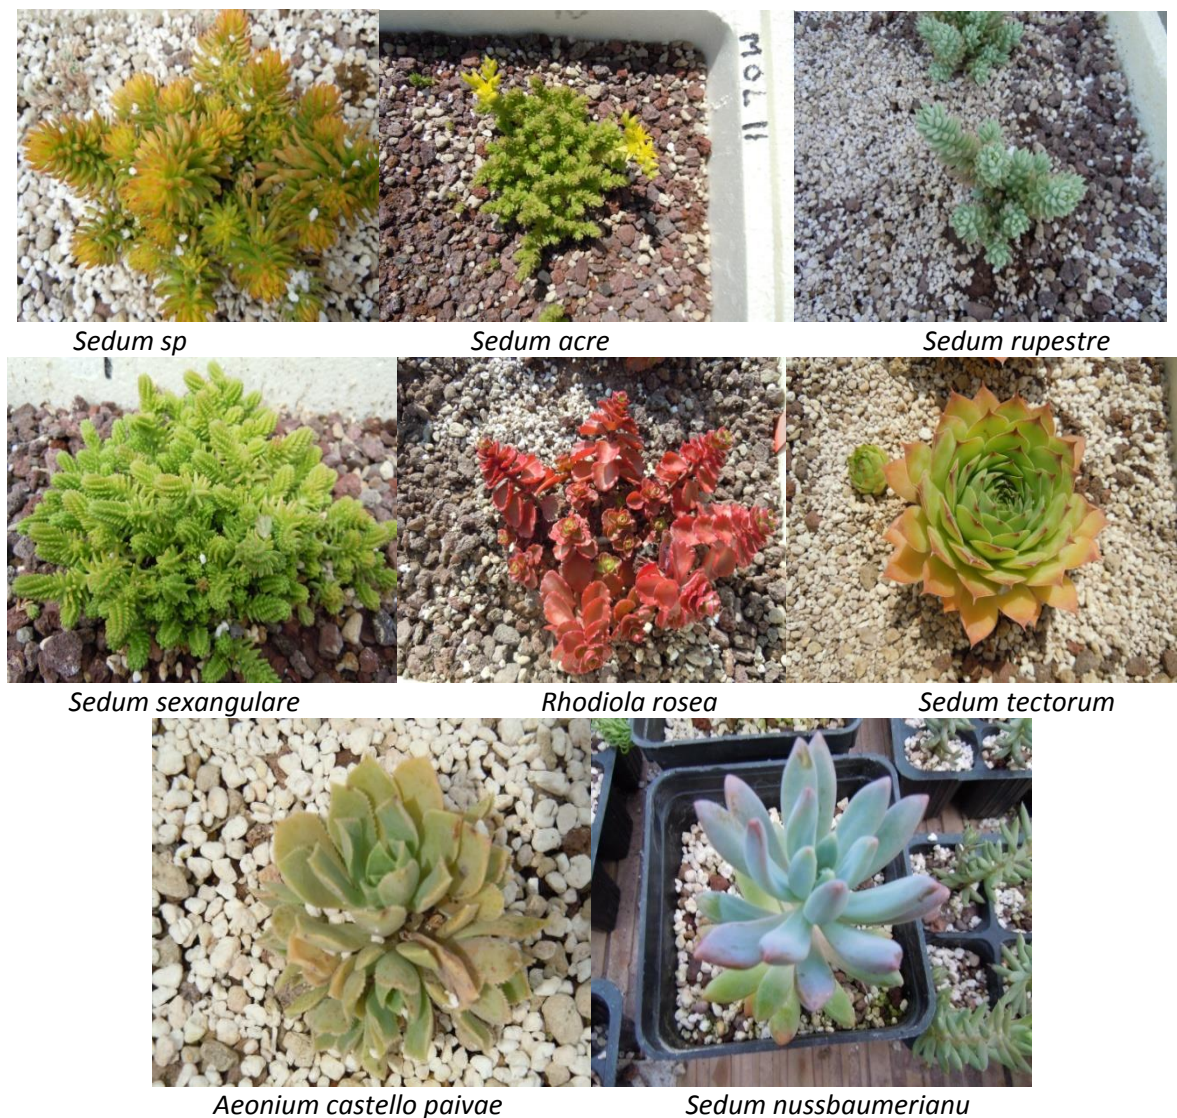 MOL 11
Sedum sp
Sedum acre
Sedum rupestre
Sedum sexangulare
Rhodiola rosea
Sedum tectorum
Aeonium castello paivae
Sedum nussbaumerianu